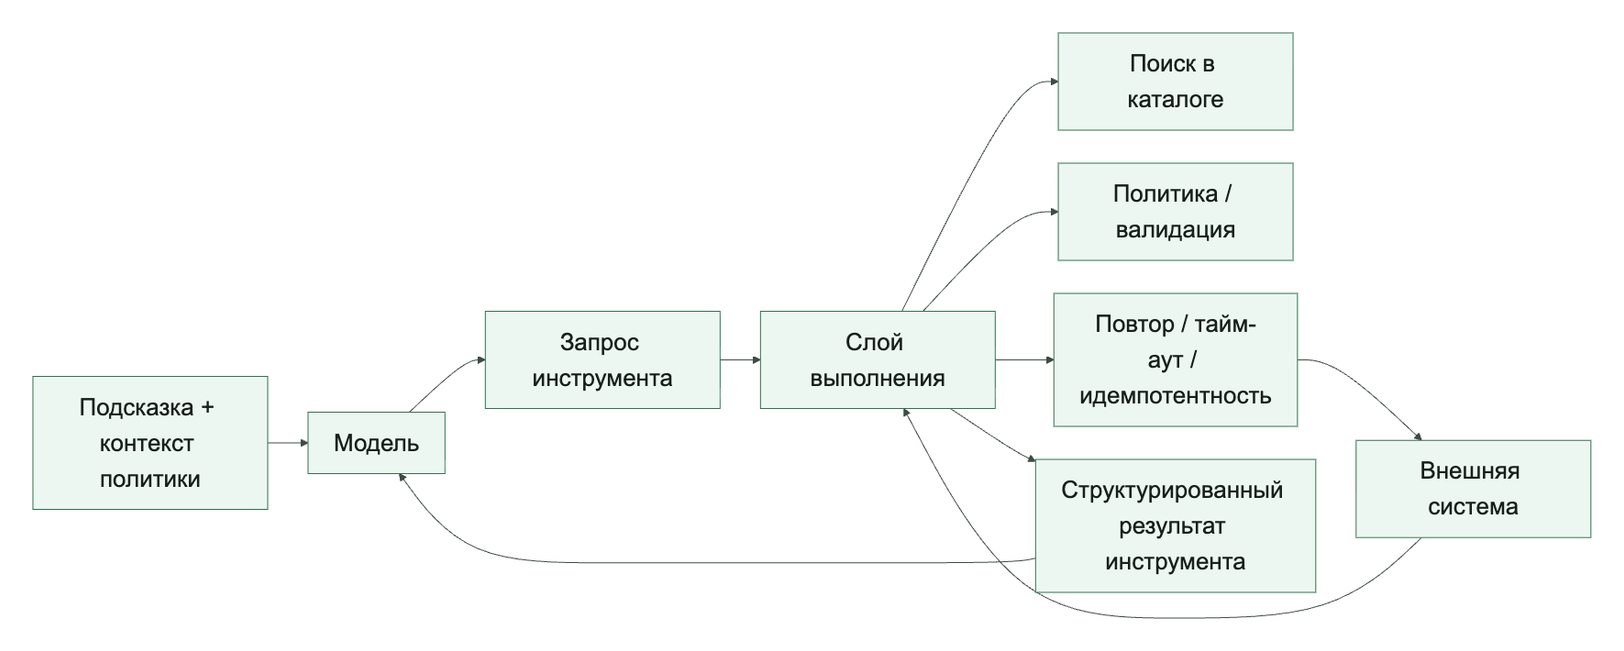 Поиск в
каталоге
Политика /
валидация
Запрос
инструмента
Слой
выполнения
Повтор / тайм-
аут /
идемпотентность
Подсказка +
контекст
политики
Модель
Внешняя
система
Структурированный
результат
инструмента